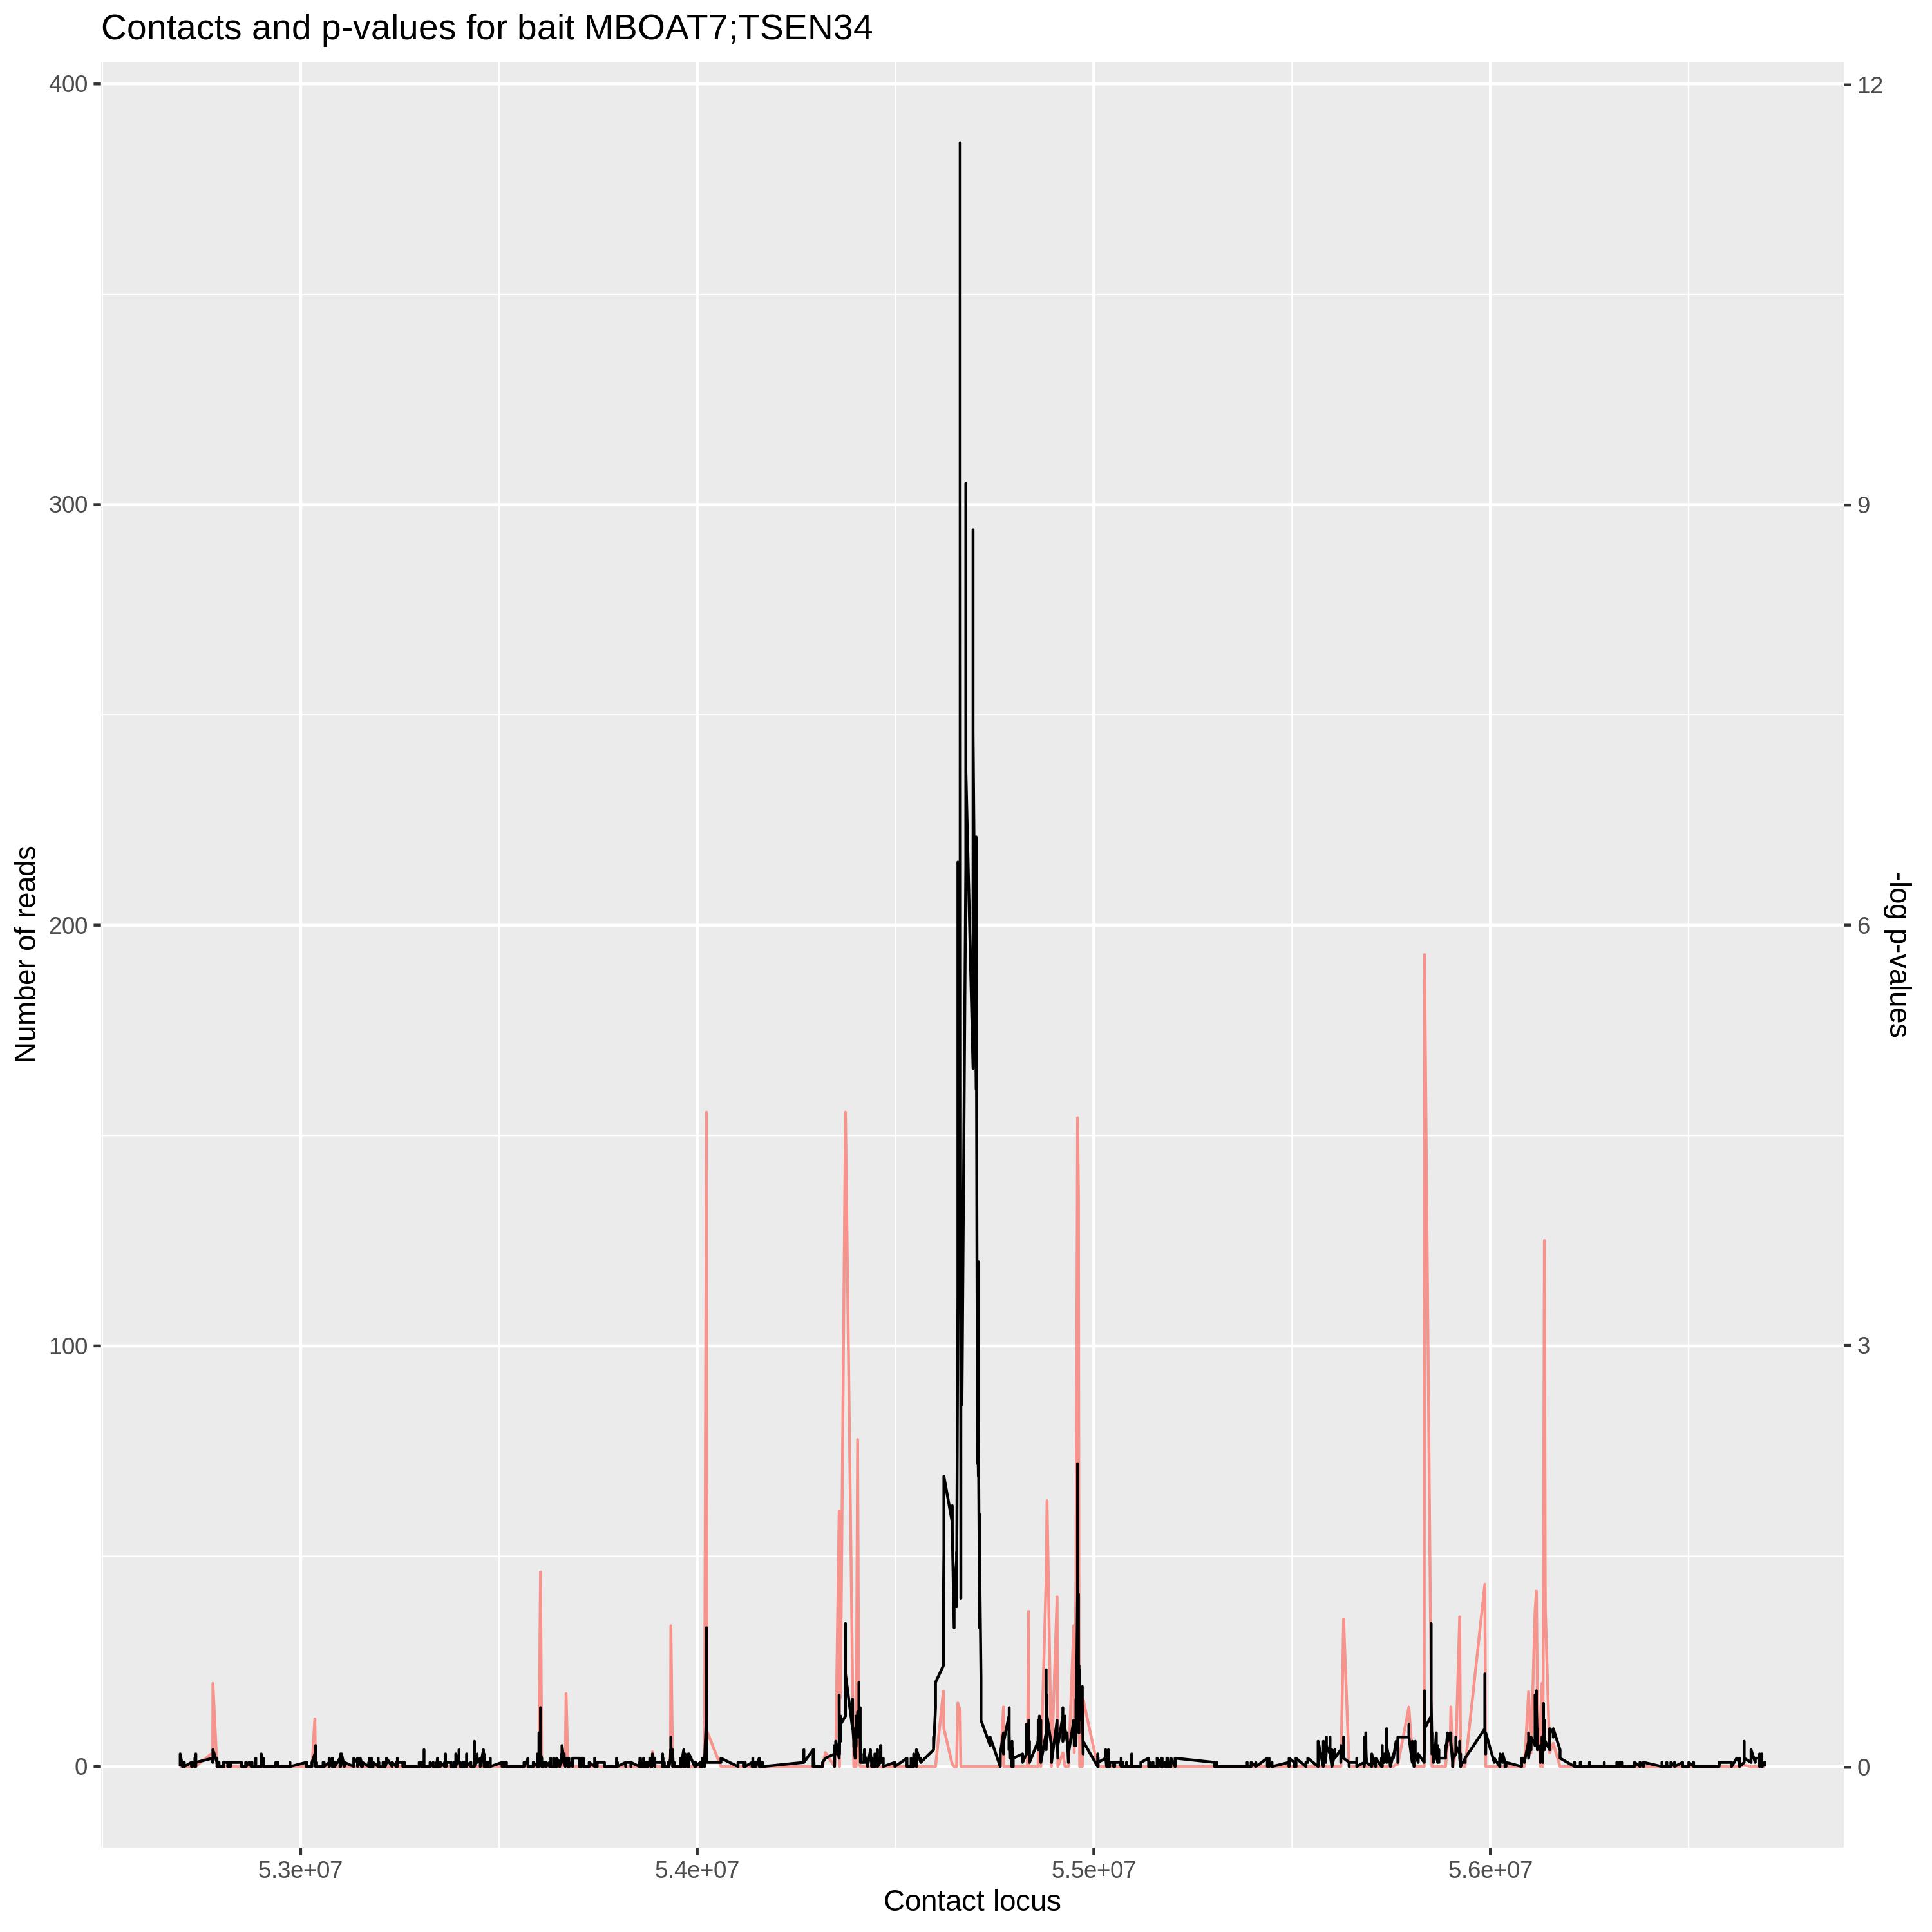 Contacts and p-values for bait MBOAT7;TSEN34
400
300
200
100
0
12
9
6
3
0
Number of reads
-log p-values
5.3e+07
5.4e+07
5.5e+07
5.6e+07
Contact locus